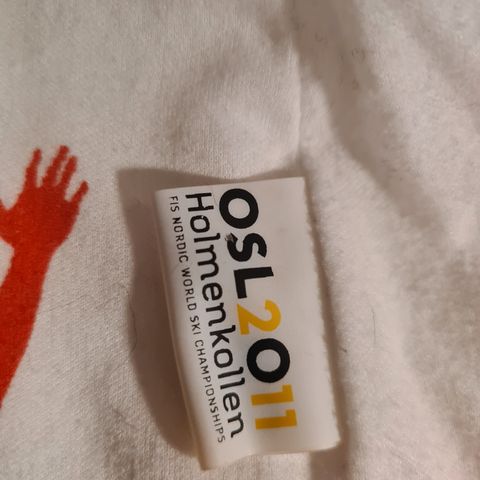 OSL2011
Holmenkollen
FIS NORDIC WORLD SKI CHAMPIONSHIPS